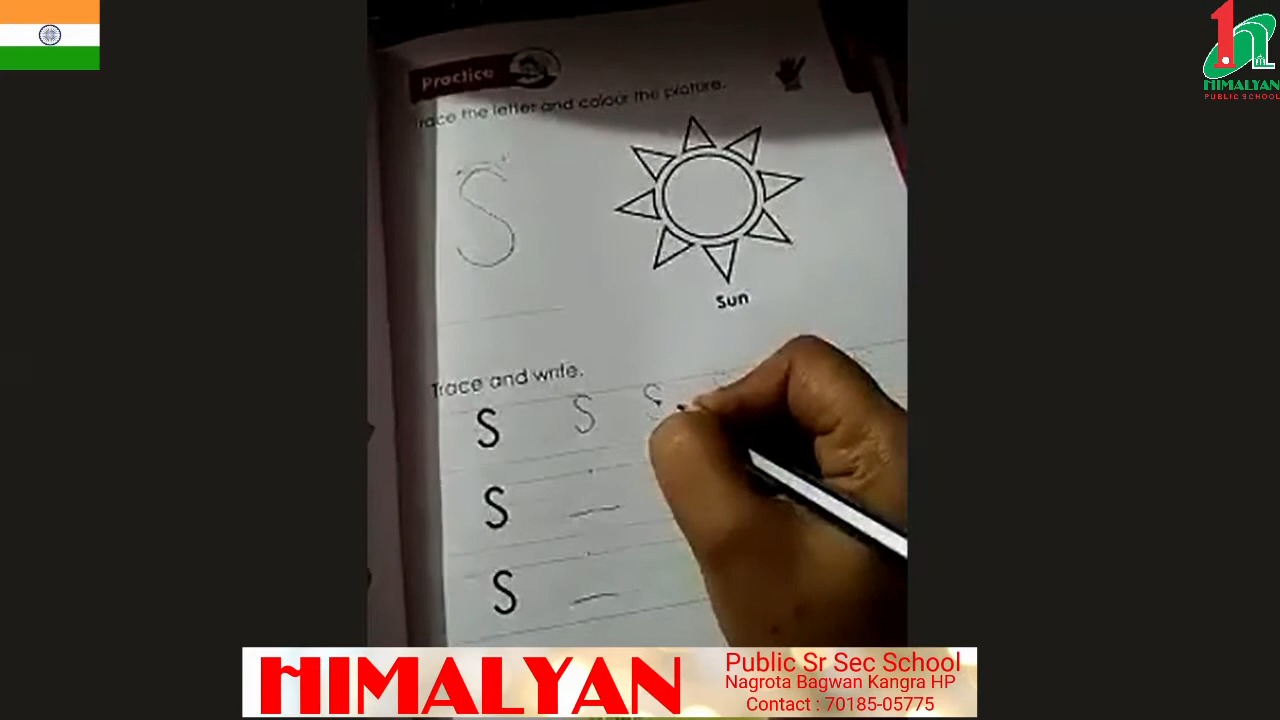 HIMALYAN
PUBLIC SCHOOL
Practice
Trace the letter and colour the picture.
S
Sun
Trace and write.
S S S
S
S
HIMALYAN
Public Sr Sec School
Nagrota Bagwan Kangra HP
Contact : 70185-05775